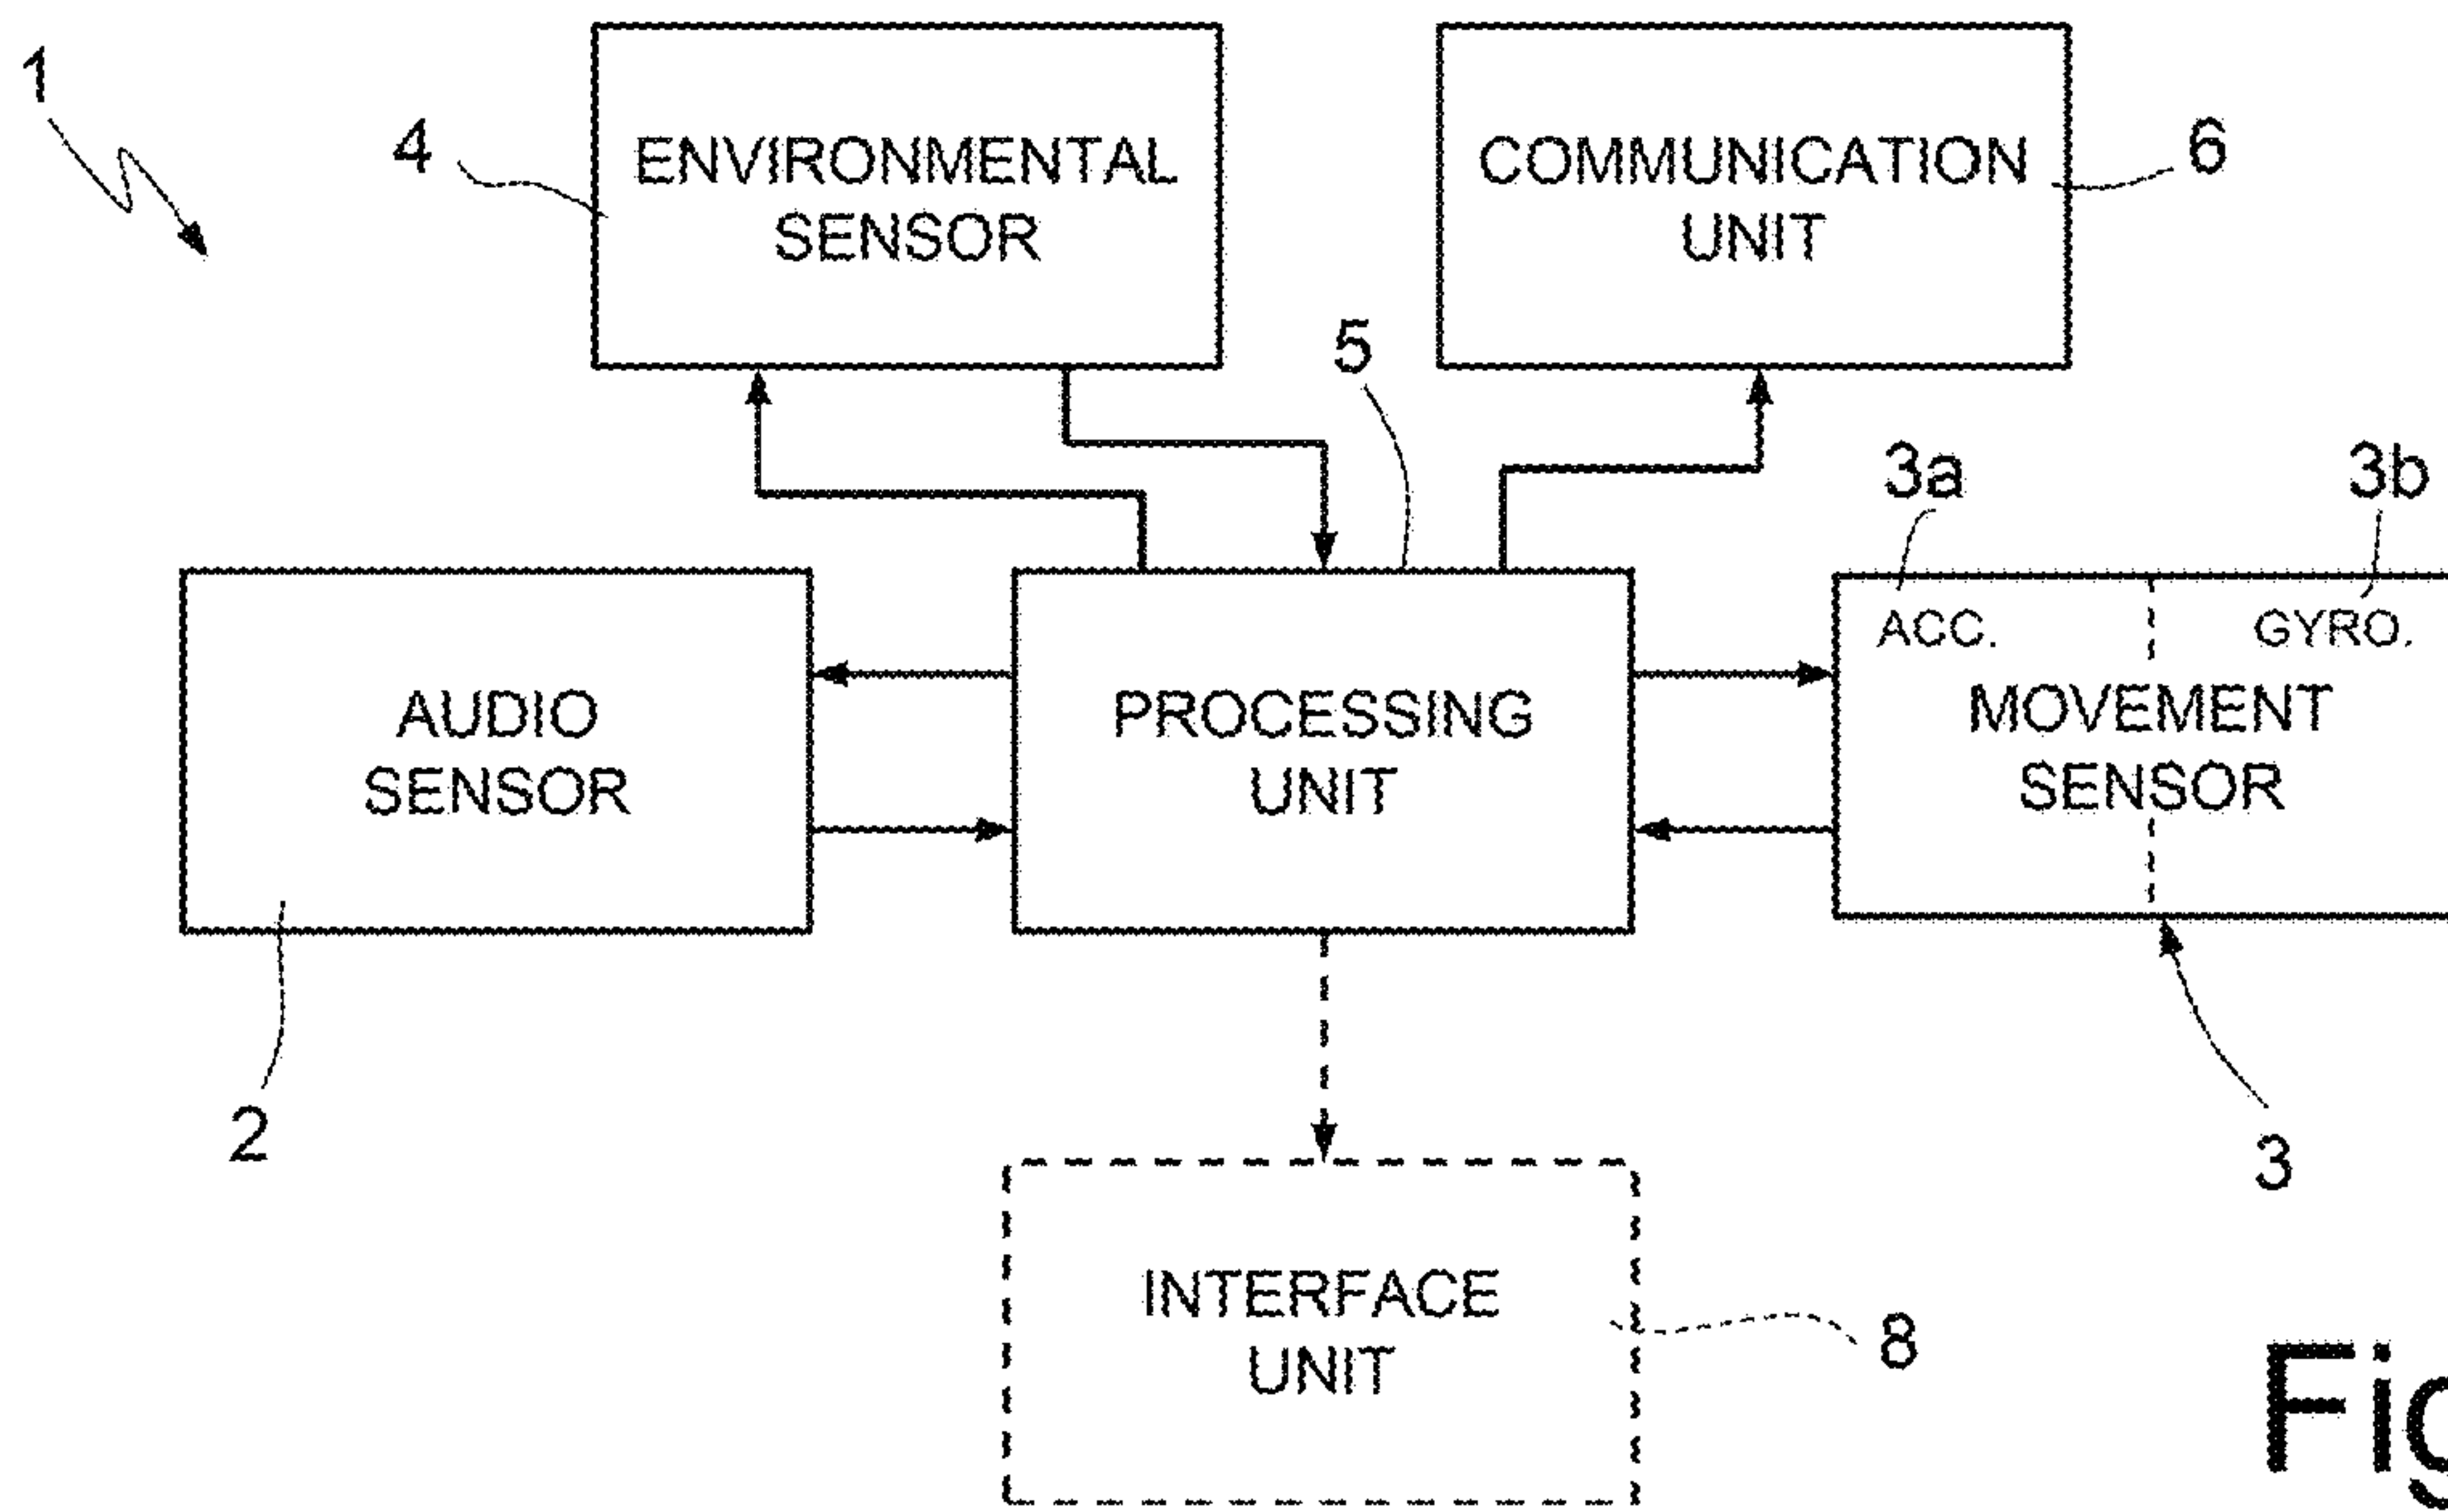 1
4
ENVIRONMENTAL
SENSOR
COMMUNICATION
UNIT
6
5
3a
3b
ACC.
GYRO.
AUDIO
SENSOR
PROCESSING
UNIT
MOVEMENT
SENSOR
2
3
INTERFACE
UNIT
8
Fig